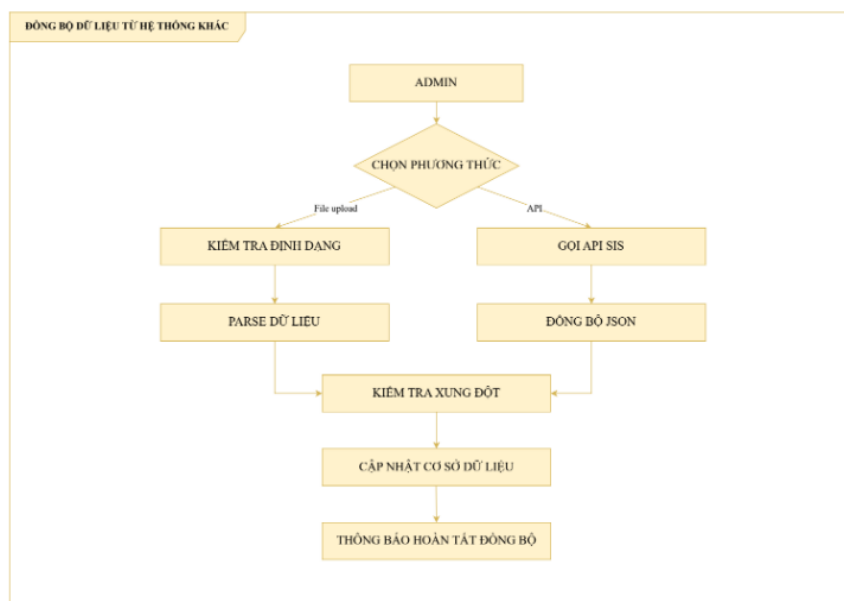 ĐỒNG BỘ DỮ LIỆU TỪ HỆ THỐNG KHÁC
ADMIN
CHỌN PHƯƠNG THỨC
File upload
API
KIỂM TRA ĐỊNH DẠNG
GỌI API SIS
PARSE DỮ LIỆU
ĐỒNG BỘ JSON
KIỂM TRA XUNG ĐỘT
CẬP NHẬT CƠ SỞ DỮ LIỆU
THÔNG BÁO HOÀN TẤT ĐỒNG BỘ